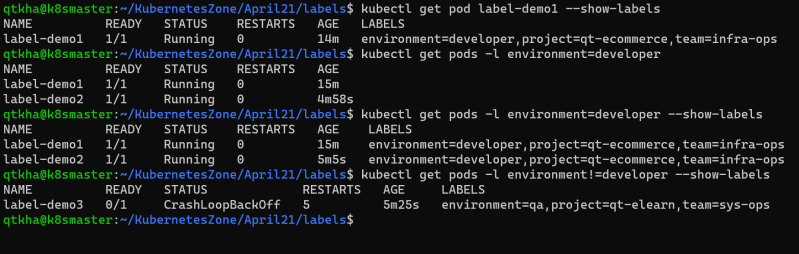 qtkha@k8smaster:~/KubernetesZone/April21/labels$ kubectl get pod label-demo1 --show-labels
NAME READY STATUS RESTARTS AGE LABELS
label-demo1 1/1 Running 0 14m environment=developer,project=qt-ecommerce,team=infra-ops
qtkha@k8smaster:~/KubernetesZone/April21/labels$ kubectl get pods -l environment=developer
NAME READY STATUS RESTARTS AGE
label-demo1 1/1 Running 0 15m
label-demo2 1/1 Running 0 4m58s
qtkha@k8smaster:~/KubernetesZone/April21/labels$ kubectl get pods -l environment=developer --show-labels
NAME READY STATUS RESTARTS AGE LABELS
label-demo1 1/1 Running 0 15m environment=developer,project=qt-ecommerce,team=infra-ops
label-demo2 1/1 Running 0 5m5s environment=developer,project=qt-ecommerce,team=infra-ops
qtkha@k8smaster:~/KubernetesZone/April21/labels$ kubectl get pods -l environment!=developer --show-labels
NAME READY STATUS RESTARTS AGE LABELS
label-demo3 0/1 CrashLoopBackOff 5 5m25s environment=qa,project=qt-elearn,team=sys-ops
qtkha@k8smaster:~/KubernetesZone/April21/labels$